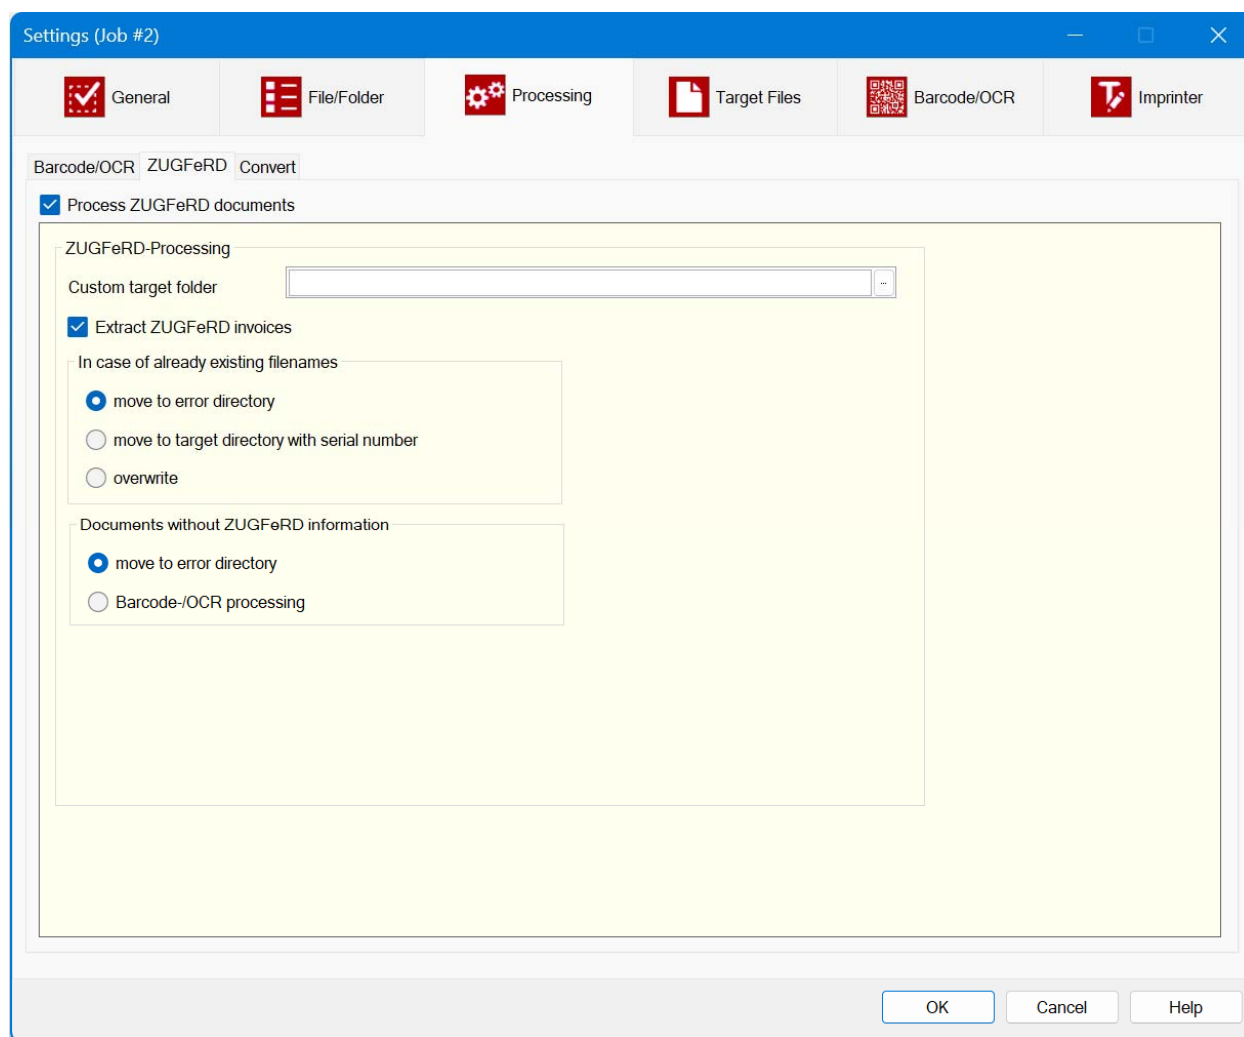 Settings (Job #2)
General File/Folder Processing Target Files Barcode/OCR Imprinter
Barcode/OCR ZUGFeRD Convert
Process ZUGFeRD documents
ZUGFeRD-Processing
Custom target folder ...
Extract ZUGFeRD invoices
In case of already existing filenames
move to error directory
move to target directory with serial number
overwrite
Documents without ZUGFeRD information
move to error directory
Barcode-/OCR processing
OK Cancel Help